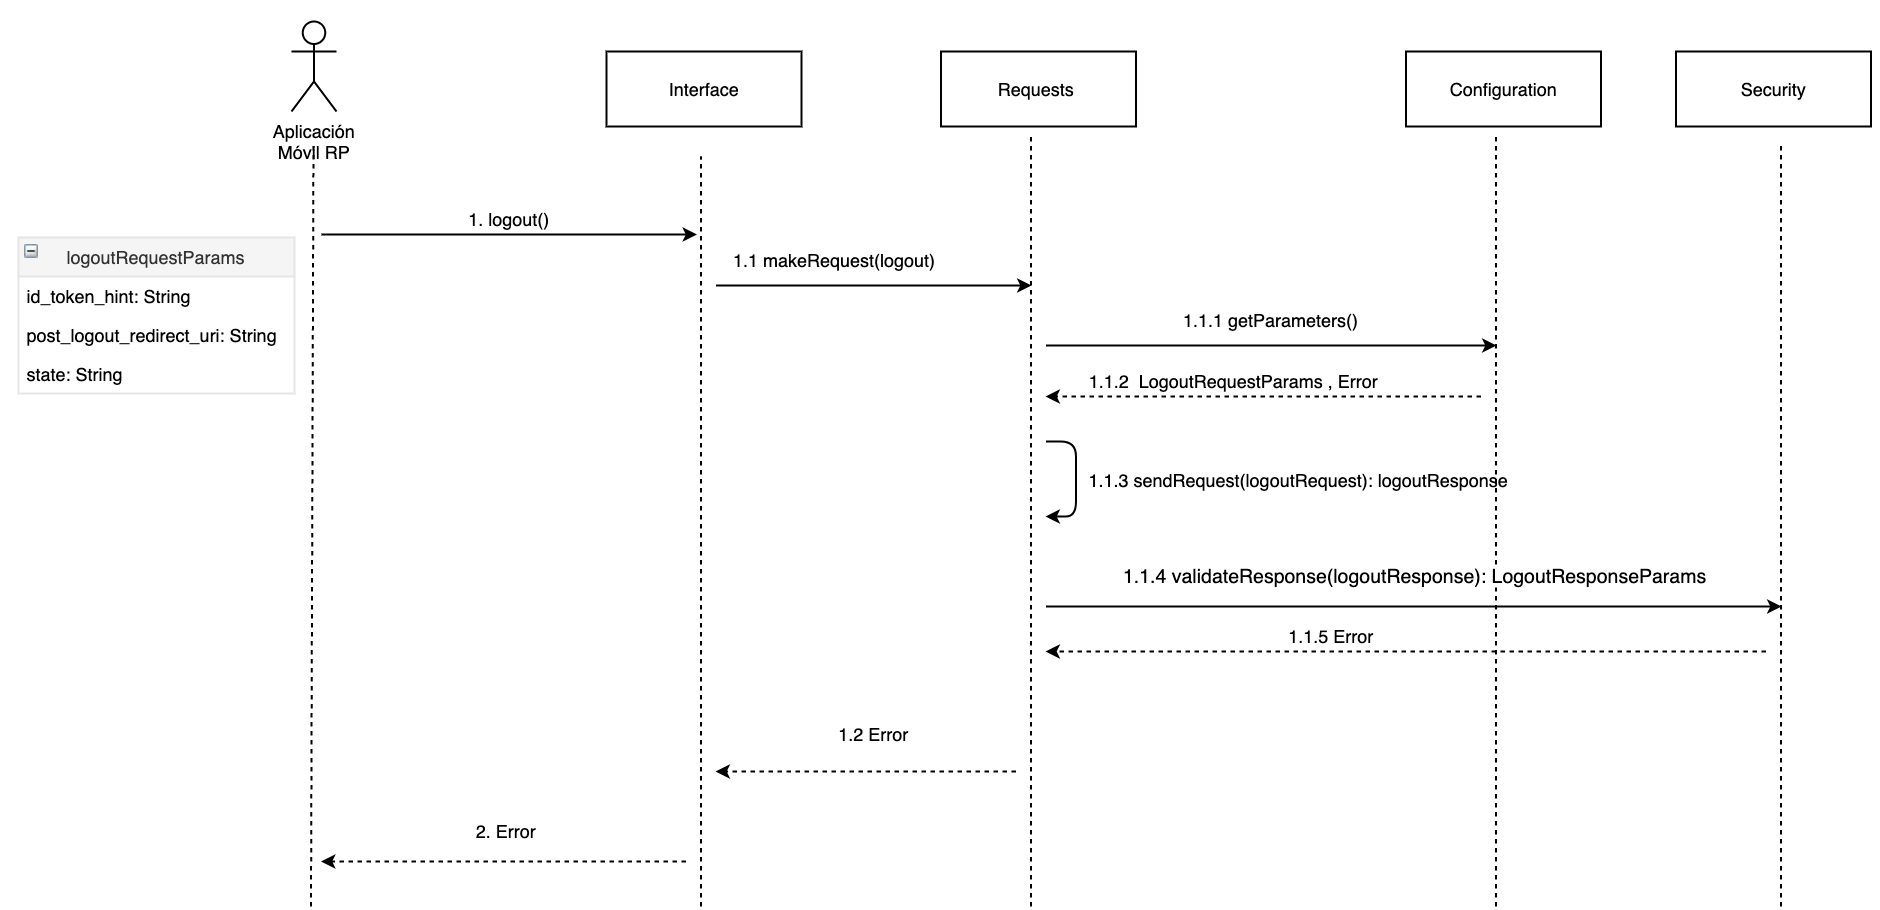 Interface
Requests
Configuration
Security
Aplicación
Móvil RP
1. logout()
logoutRequestParams
id_token_hint: String
post_logout_redirect_uri: String
state: String
1.1 makeRequest(logout)
1.1.1 getParameters()
1.1.2  LogoutRequestParams , Error
1.1.3 sendRequest(logoutRequest): logoutResponse
1.1.4 validateResponse(logoutResponse): LogoutResponseParams
1.1.5 Error
1.2 Error
2. Error